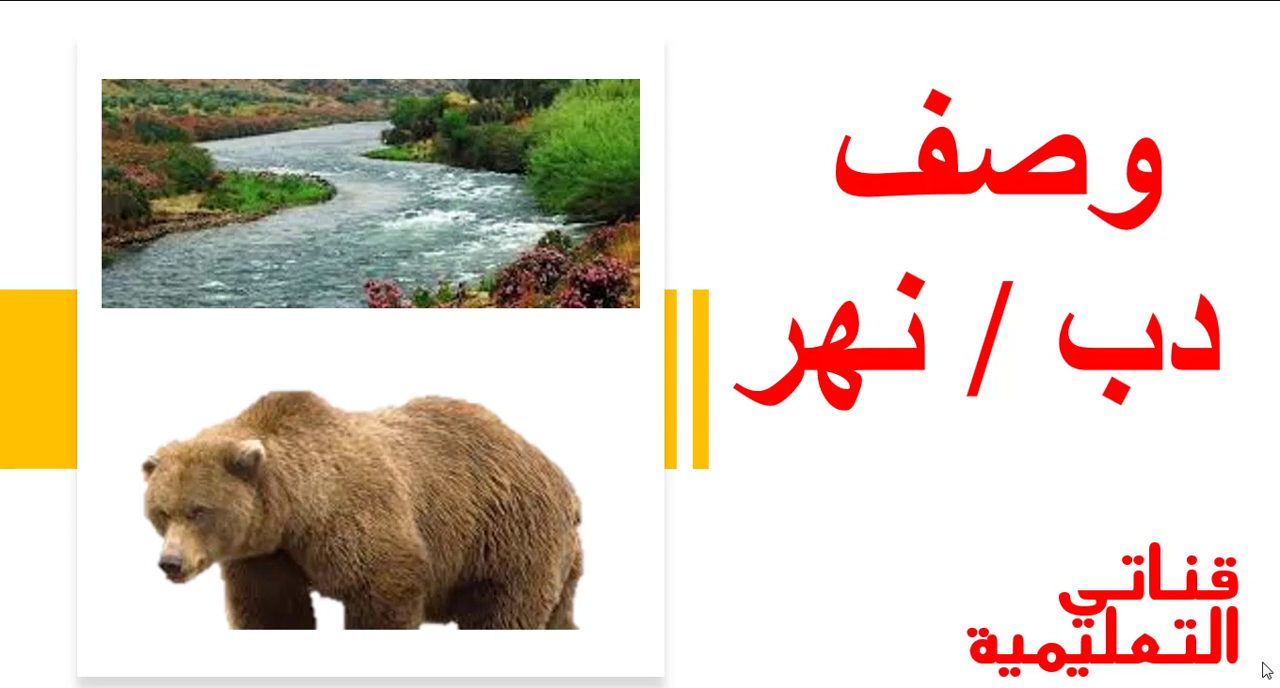 وصف
دب / نهر
قناتي
التعليمية